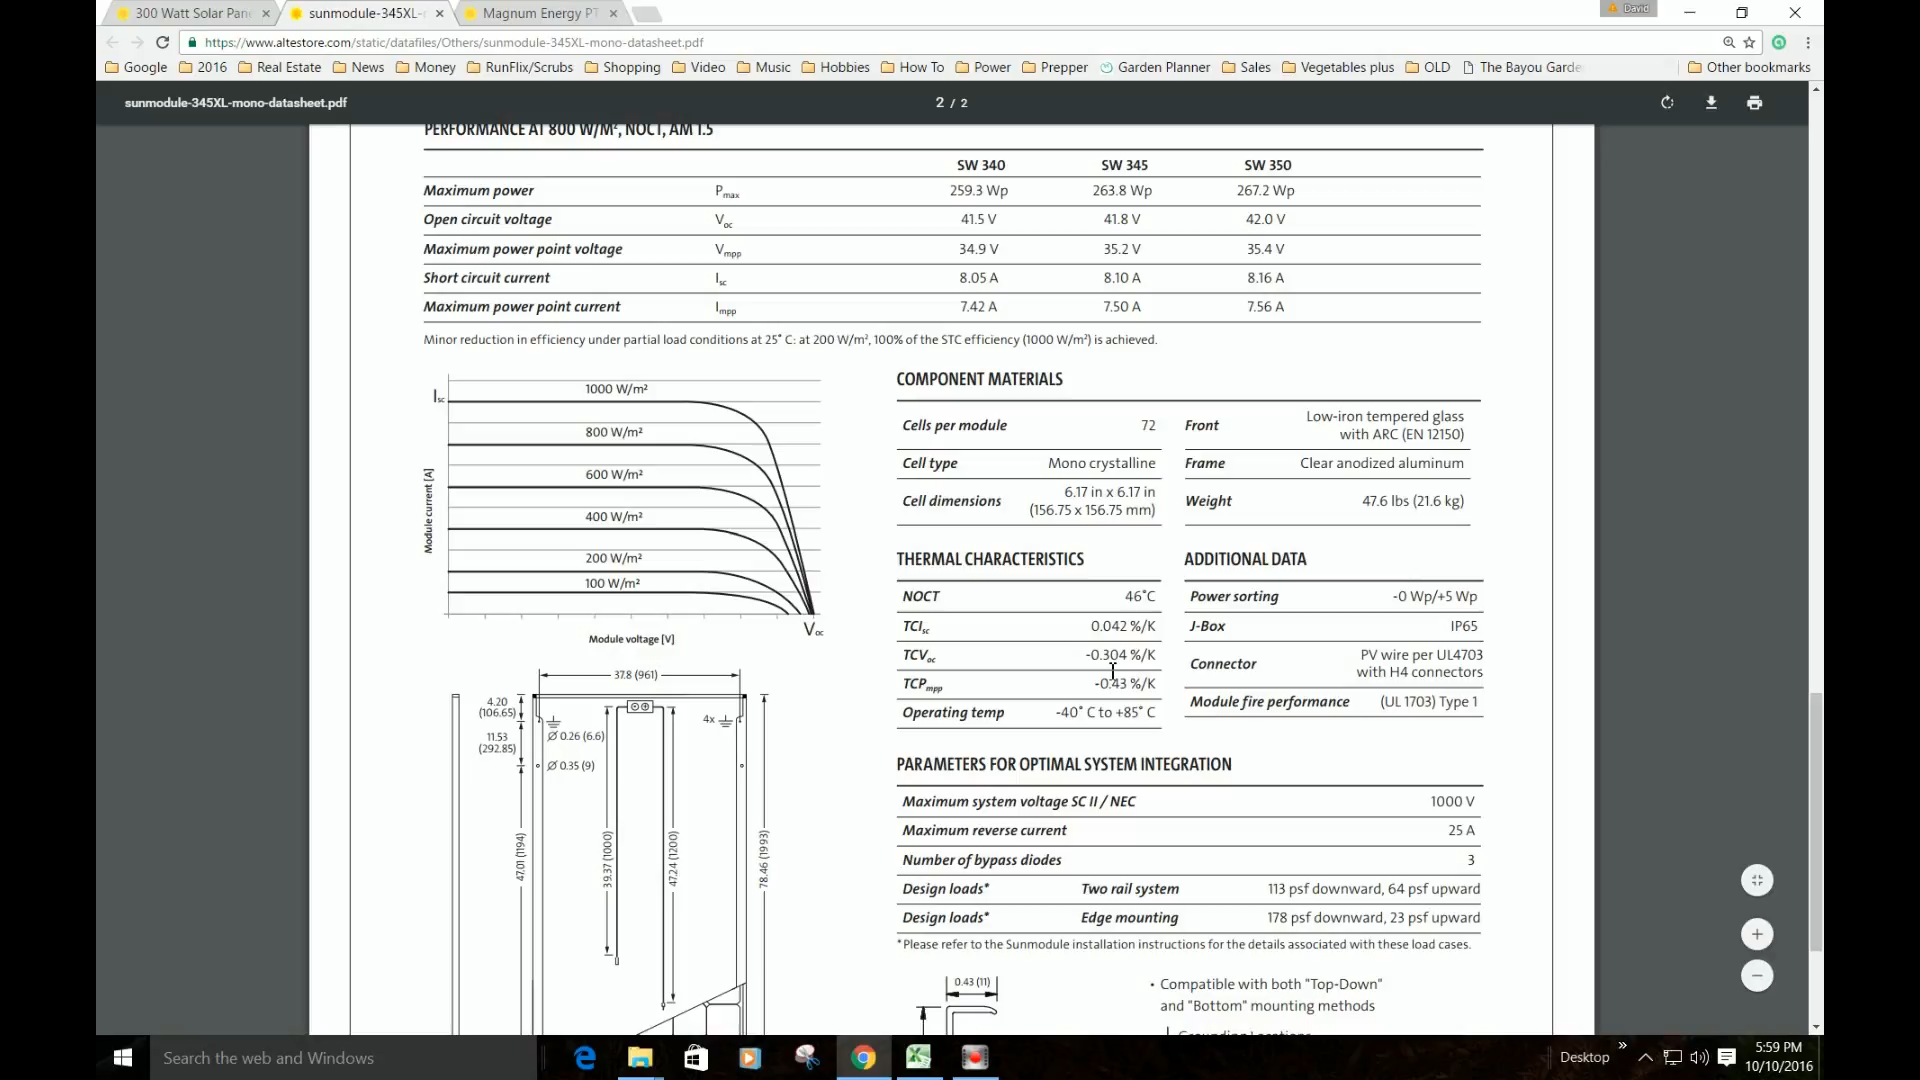 300 Watt Solar Pan
sunmodule-345XL-
Magnum Energy PT
David
https://www.altestore.com/static/datafiles/Others/sunmodule-345XL-mono-datasheet.pdf
Google 2016 Real Estate News Money RunFlix/Scrubs Shopping Video Music Hobbies How To Power Prepper Garden Planner Sales Vegetables plus OLD The Bayou Garde Other bookmarks
sunmodule-345XL-mono-datasheet.pdf 2 / 2
PERFORMANCE AT 800 W/M², NOCT, AM 1.5
SW 340 SW 345 SW 350
Maximum power Pmax 259.3 Wp 263.8 Wp 267.2 Wp
Open circuit voltage Voc 41.5 V 41.8 V 42.0 V
Maximum power point voltage Vmpp 34.9 V 35.2 V 35.4 V
Short circuit current Isc 8.05 A 8.10 A 8.16 A
Maximum power point current Impp 7.42 A 7.50 A 7.56 A
Minor reduction in efficiency under partial load conditions at 25˚ C: at 200 W/m², 100% of the STC efficiency (1000 W/m²) is achieved.
Isc
1000 W/m²
800 W/m²
600 W/m²
400 W/m²
200 W/m²
100 W/m²
Module current [A]
Module voltage [V]
Voc
COMPONENT MATERIALS
Cells per module 72
Front Low-iron tempered glass
with ARC (EN 12150)
Cell type Mono crystalline
Frame Clear anodized aluminum
Cell dimensions 6.17 in x 6.17 in
(156.75 x 156.75 mm)
Weight 47.6 lbs (21.6 kg)
THERMAL CHARACTERISTICS
NOCT 46˚C
TCIsc 0.042 %/K
TCVoc -0.304 %/K
TCPmpp -0.43 %/K
Operating temp -40˚ C to +85˚ C
ADDITIONAL DATA
Power sorting -0 Wp/+5 Wp
J-Box IP65
Connector PV wire per UL4703
with H4 connectors
Module fire performance (UL 1703) Type 1
PARAMETERS FOR OPTIMAL SYSTEM INTEGRATION
Maximum system voltage SC II / NEC 1000 V
Maximum reverse current 25 A
Number of bypass diodes 3
Design loads* Two rail system 113 psf downward, 64 psf upward
Design loads* Edge mounting 178 psf downward, 23 psf upward
* Please refer to the Sunmodule installation instructions for the details associated with these load cases.
37.8 (961)
4.20
(106.65)
11.53
(292.85)
Ø 0.26 (6.6)
Ø 0.35 (9)
4x
47.01 (1194)
39.37 (1000)
47.24 (1200)
78.46 (1993)
0.43 (11)
• Compatible with both "Top-Down"
and "Bottom" mounting methods
Grounding Locations
Search the web and Windows
Desktop
5:59 PM
10/10/2016